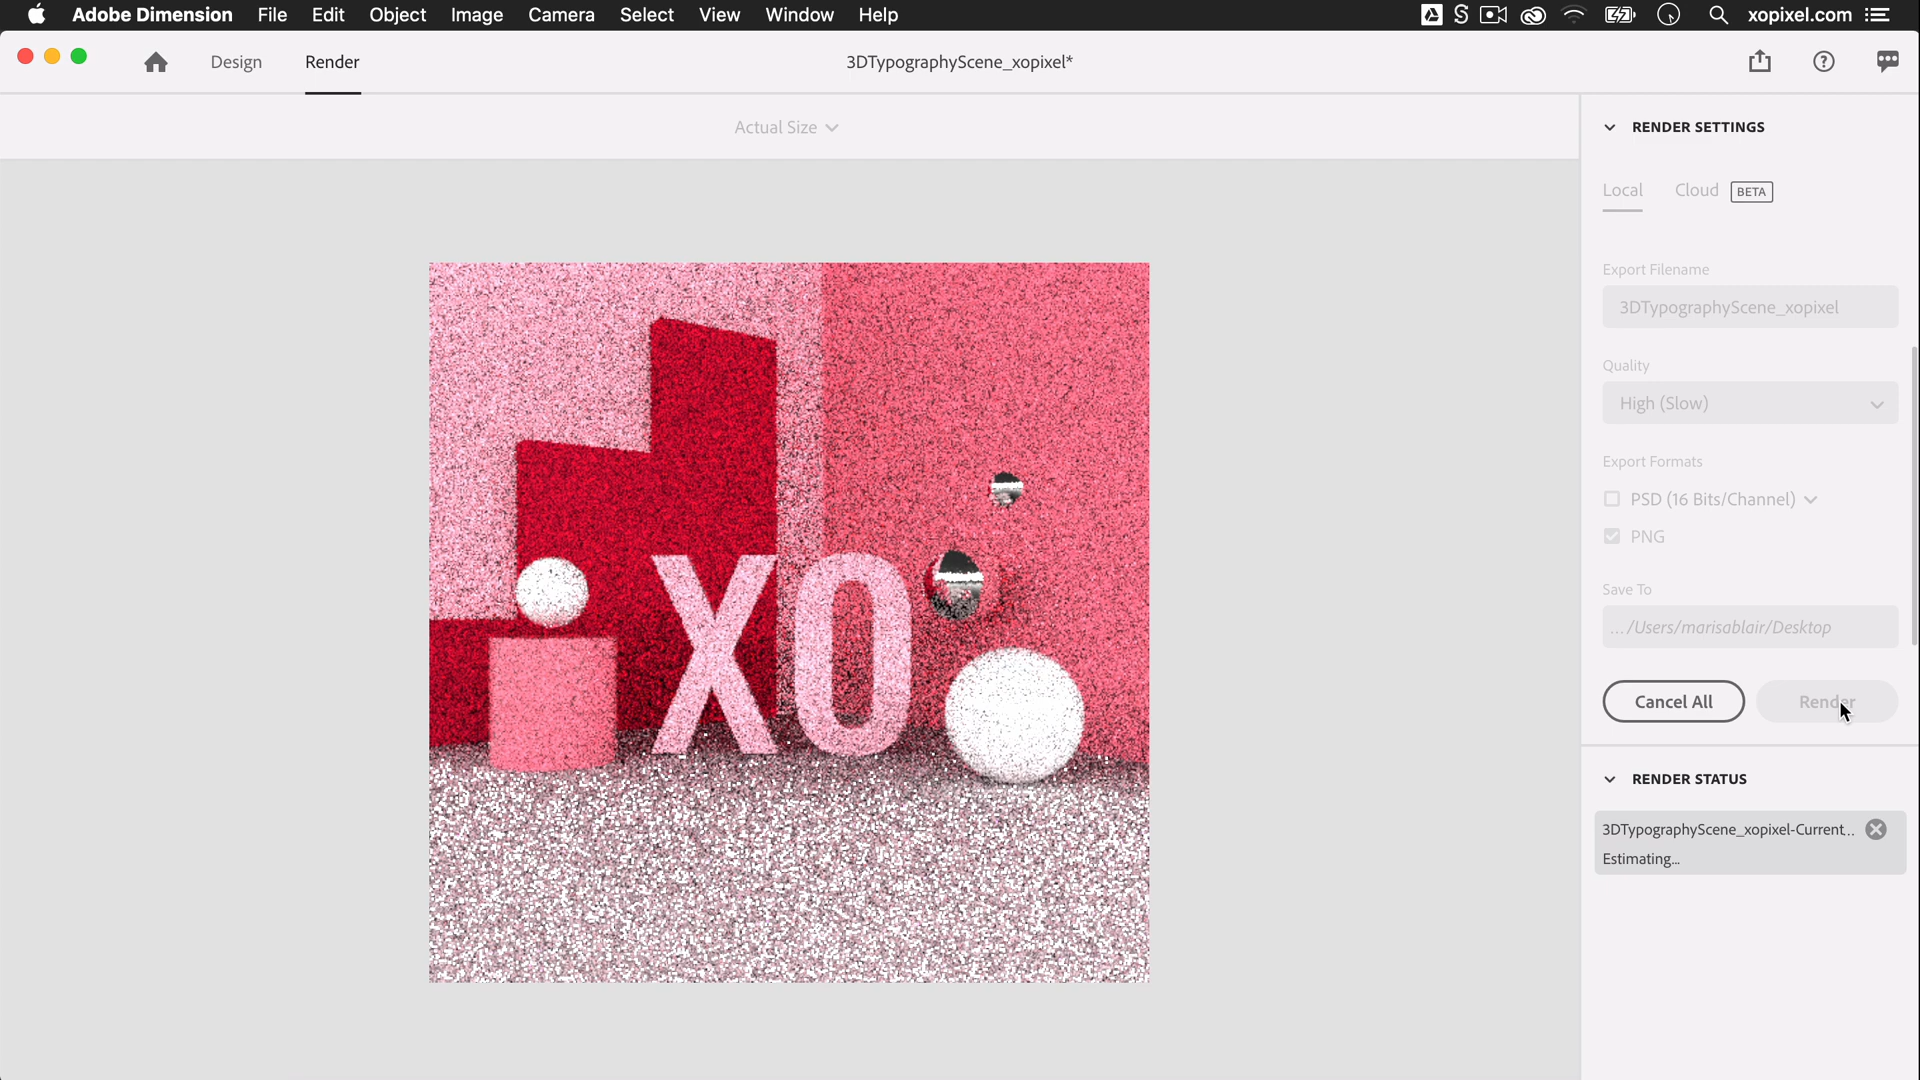 Adobe Dimension File Edit Object Image Camera Select View Window Help S xopixel.com
Design Render 3DTypographyScene_xopixel*
Actual Size
RENDER SETTINGS
Local Cloud BETA
Export Filename
3DTypographyScene_xopixel
Quality
High (Slow)
Export Formats
PSD (16 Bits/Channel)
PNG
Save To
.../Users/marisablair/Desktop
Cancel All Render
RENDER STATUS
3DTypographyScene_xopixel-Current...
Estimating...
XO